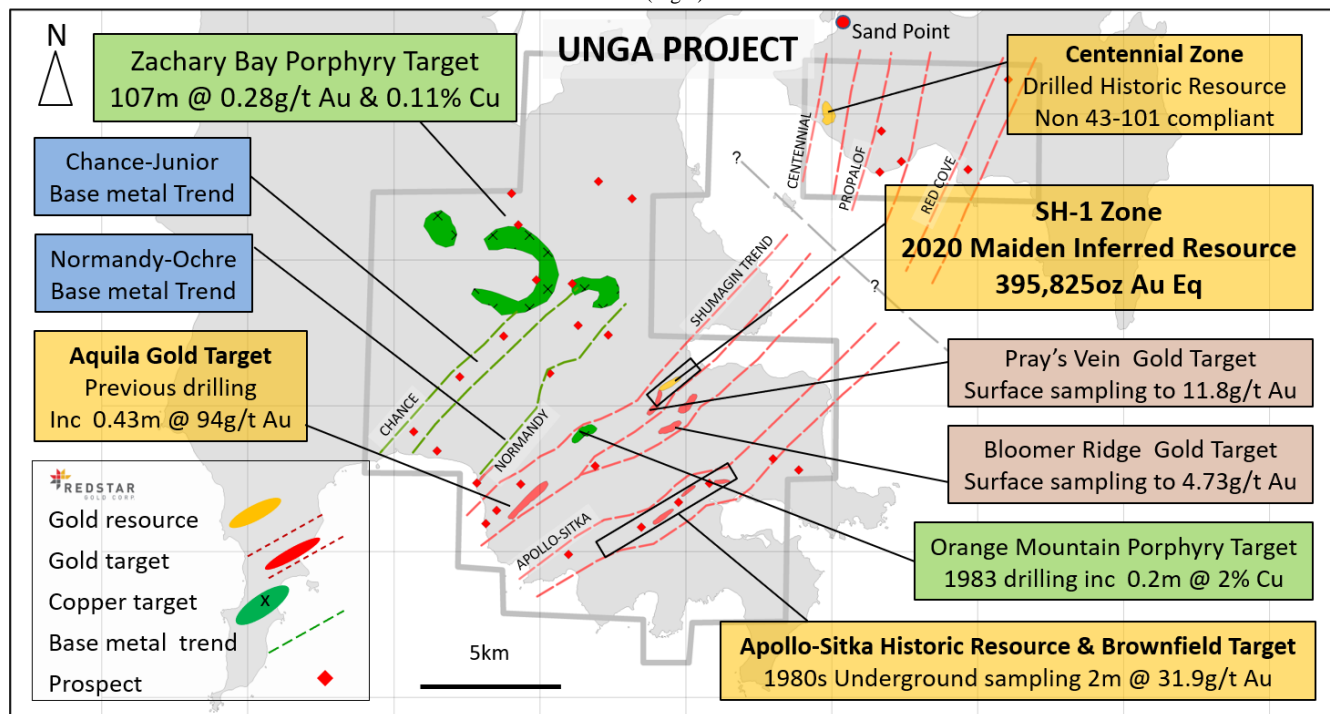 N
UNGA PROJECT
Sand Point
Zachary Bay Porphyry Target
107m @ 0.28g/t Au & 0.11% Cu
Centennial Zone
Drilled Historic Resource
Non 43-101 compliant
Chance-Junior
Base metal Trend
Normandy-Ochre
Base metal Trend
?
CENTENNIAL
PROPALOF
RED COVE
SH-1 Zone
2020 Maiden Inferred Resource
395,825oz Au Eq
?
SHUMAGIN TREND
Aquila Gold Target
Previous drilling
Inc 0.43m @ 94g/t Au
CHANCE
NORMANDY
APOLLO-SITKA
Pray's Vein Gold Target
Surface sampling to 11.8g/t Au
Bloomer Ridge Gold Target
Surface sampling to 4.73g/t Au
Orange Mountain Porphyry Target
1983 drilling inc 0.2m @ 2% Cu
Apollo-Sitka Historic Resource & Brownfield Target
1980s Underground sampling 2m @ 31.9g/t Au
REDSTAR
GOLD CORP
Gold resource
Gold target
Copper target
x
Base metal trend
Prospect
5km